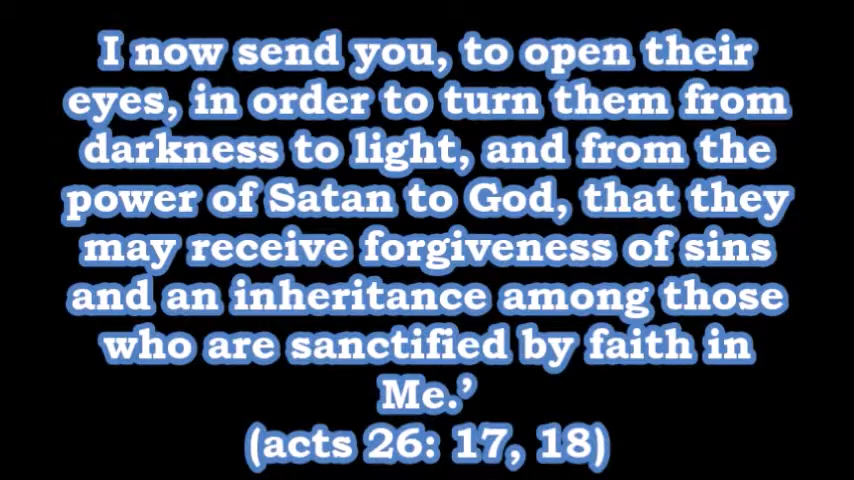 I now send you, to open their
eyes, in order to turn them from
darkness to light, and from the
power of Satan to God, that they
may receive forgiveness of sins
and an inheritance among those
who are sanctified by faith in
Me.’
(acts 26: 17, 18)